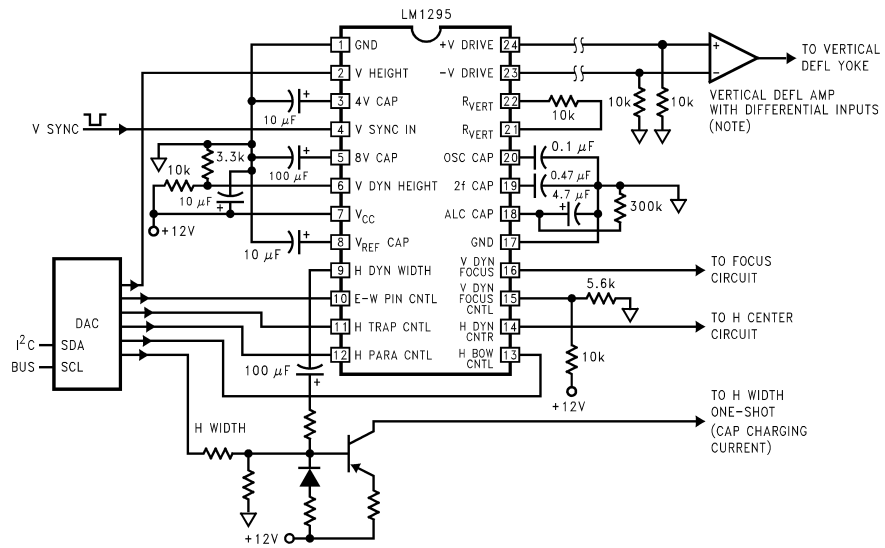 LM1295
1 GND
2 V HEIGHT
3 4V CAP
4 V SYNC IN
5 8V CAP
6 V DYN HEIGHT
7 VCC
8 VREF CAP
9 H DYN WIDTH
10 E-W PIN CNTL
11 H TRAP CNTL
12 H PARA CNTL
+V DRIVE 24
-V DRIVE 23
RVERT 22
RVERT 21
OSC CAP 20
2f CAP 19
ALC CAP 18
GND 17
V DYN
FOCUS 16
V DYN
FOCUS 15
CNTL
H DYN 14
CNTR
H BOW 13
CNTL
V SYNC
10 μF
+
3.3k
100 μF
+
10k
10 μF
+
+12V
10 μF
+
DAC
I2C
BUS
SDA
SCL
100 μF
+
H WIDTH
+12V
+
−
TO VERTICAL
DEFL YOKE
10k
10k
VERTICAL DEFL AMP
WITH DIFFERENTIAL INPUTS
(NOTE)
10k
0.1 μF
0.47 μF
4.7 μF
+
300k
TO FOCUS
CIRCUIT
5.6k
TO H CENTER
CIRCUIT
10k
+12V
TO H WIDTH
ONE-SHOT
(CAP CHARGING
CURRENT)